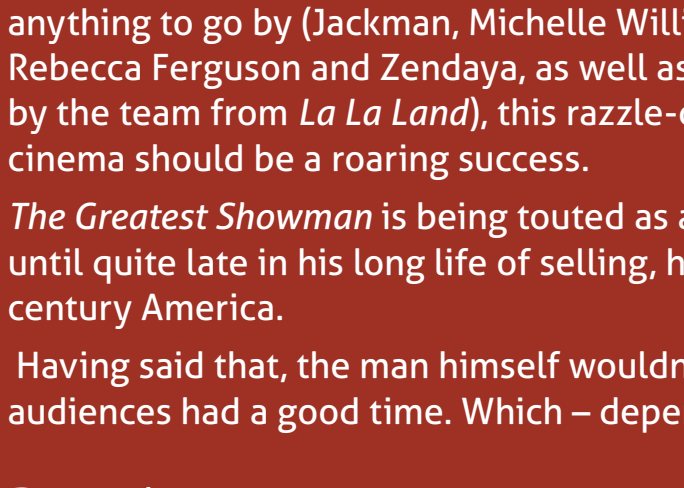 anything to go by (Jackman, Michelle
Rebecca Ferguson and Zendaya, as well as
by the team from La La Land), this
cinema should be a roaring success.
The Greatest Showman is being touted as
until quite late in his long life of selling,
century America.
Having said that, the man himself
audiences had a good time. Which –